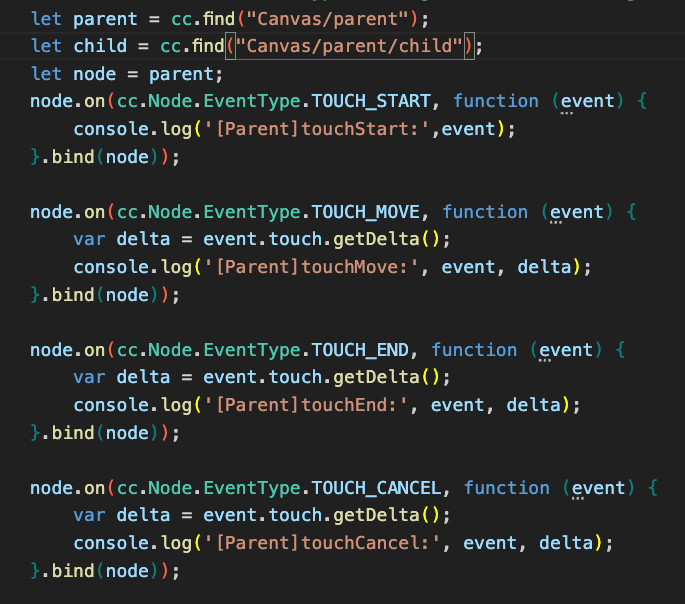 let parent = cc.find("Canvas/parent");
let child = cc.find("Canvas/parent/child");
let node = parent;
node.on(cc.Node.EventType.TOUCH_START, function (event) {
    console.log('[Parent]touchStart:',event);
}.bind(node));

node.on(cc.Node.EventType.TOUCH_MOVE, function (event) {
    var delta = event.touch.getDelta();
    console.log('[Parent]touchMove:', event, delta);
}.bind(node));

node.on(cc.Node.EventType.TOUCH_END, function (event) {
    var delta = event.touch.getDelta();
    console.log('[Parent]touchEnd:', event, delta);
}.bind(node));

node.on(cc.Node.EventType.TOUCH_CANCEL, function (event) {
    var delta = event.touch.getDelta();
    console.log('[Parent]touchCancel:', event, delta);
}.bind(node));